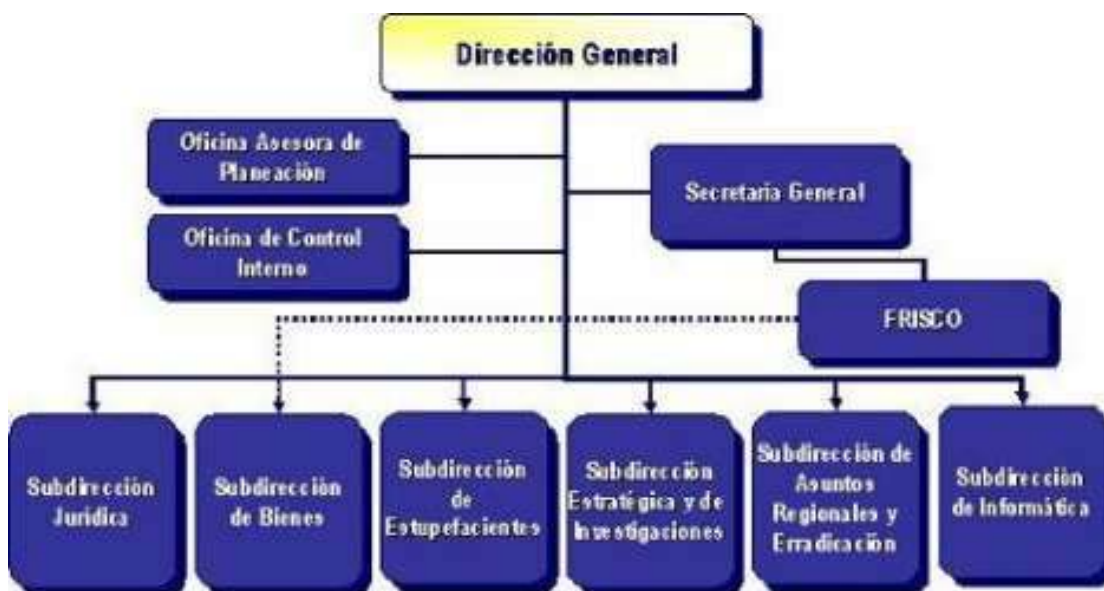 Dirección General
Oficina Asesora de
Planeación
Secretaria General
Oficina de Control
Interno
FRISCO
Subdirección
Jurídica
Subdirección
de Bienes
Subdirección
de
Estupefacientes
Subdirección
Estratégica y de
Investigaciones
Subdirección de
Asuntos
Regionales y
Erradicación
Subdirección
de Informática